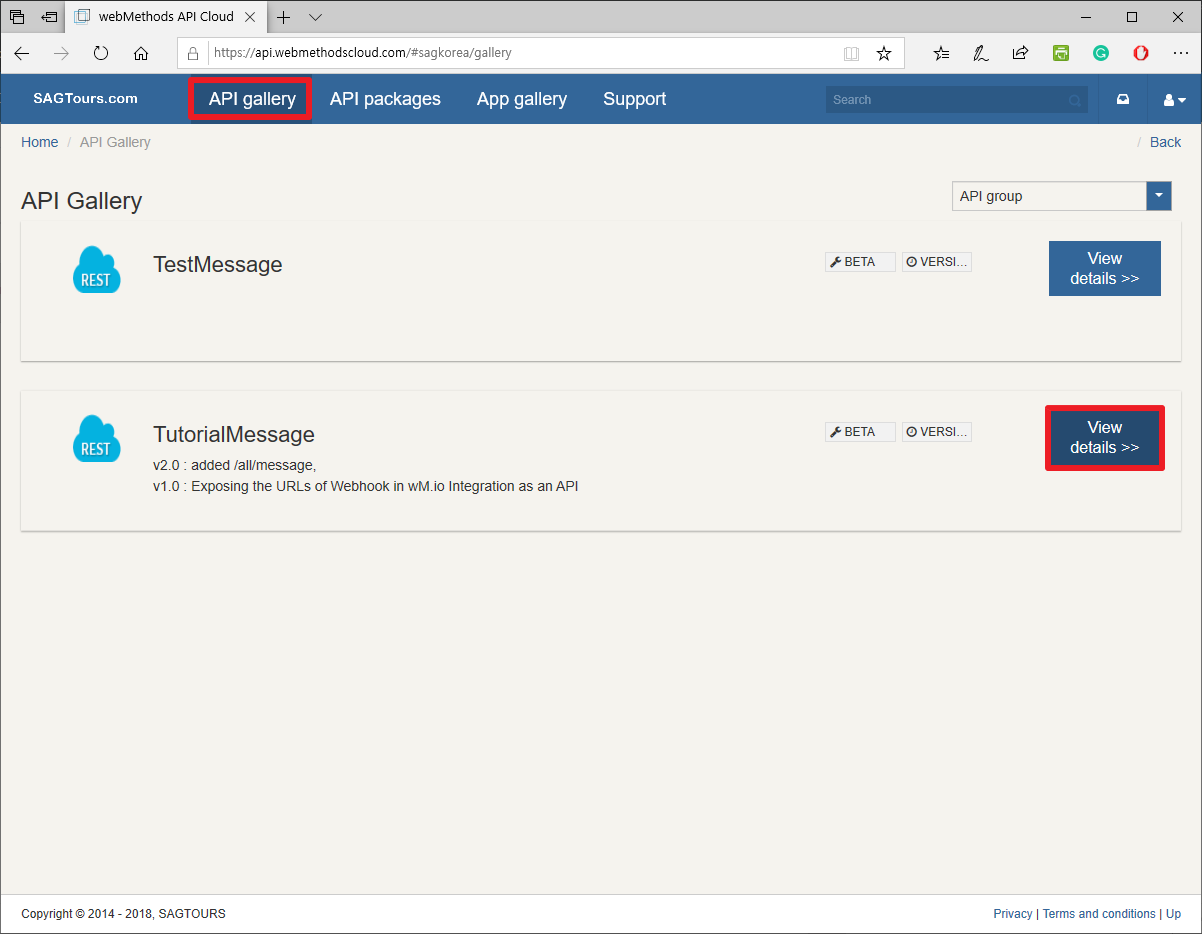 webMethods API Cloud
https://api.webmethodscloud.com/#sagkorea/gallery
SAGTours.com
API gallery
API packages
App gallery
Support
Search
Home / API Gallery
/ Back
API Gallery
API group
REST
TestMessage
BETA
VERSI...
View
details >>
REST
TutorialMessage
v2.0 : added /all/message,
v1.0 : Exposing the URLs of Webhook in wM.io Integration as an API
BETA
VERSI...
View
details >>
Copyright © 2014 - 2018, SAGTOURS
Privacy | Terms and conditions | Up